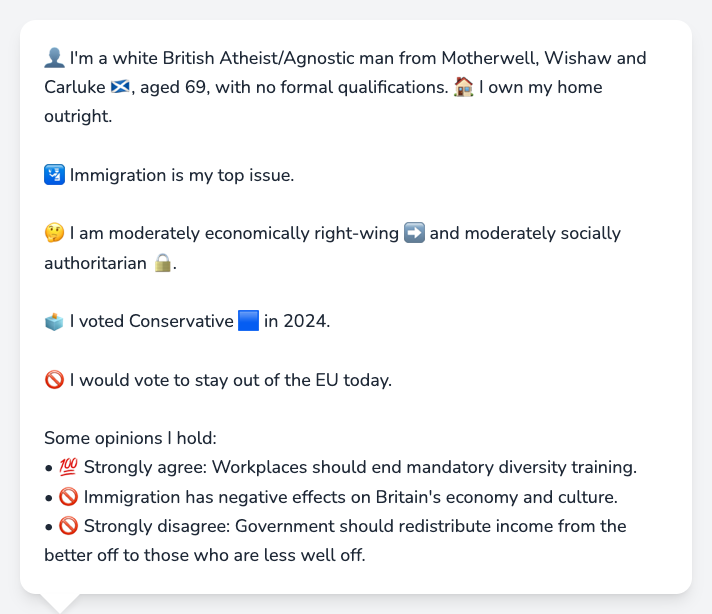 👤 I'm a white British Atheist/Agnostic man from Motherwell, Wishaw and
Carluke 🏴󠁧󠁢󠁳󠁣󠁴󠁿, aged 69, with no formal qualifications. 🏠 I own my home
outright.
🛂 Immigration is my top issue.
🤔 I am moderately economically right-wing ➡️ and moderately socially
authoritarian 🔒.
🗳️ I voted Conservative 🟦 in 2024.
🚫 I would vote to stay out of the EU today.
Some opinions I hold:
• 💯 Strongly agree: Workplaces should end mandatory diversity training.
• 🚫 Immigration has negative effects on Britain's economy and culture.
• 🚫 Strongly disagree: Government should redistribute income from the
better off to those who are less well off.